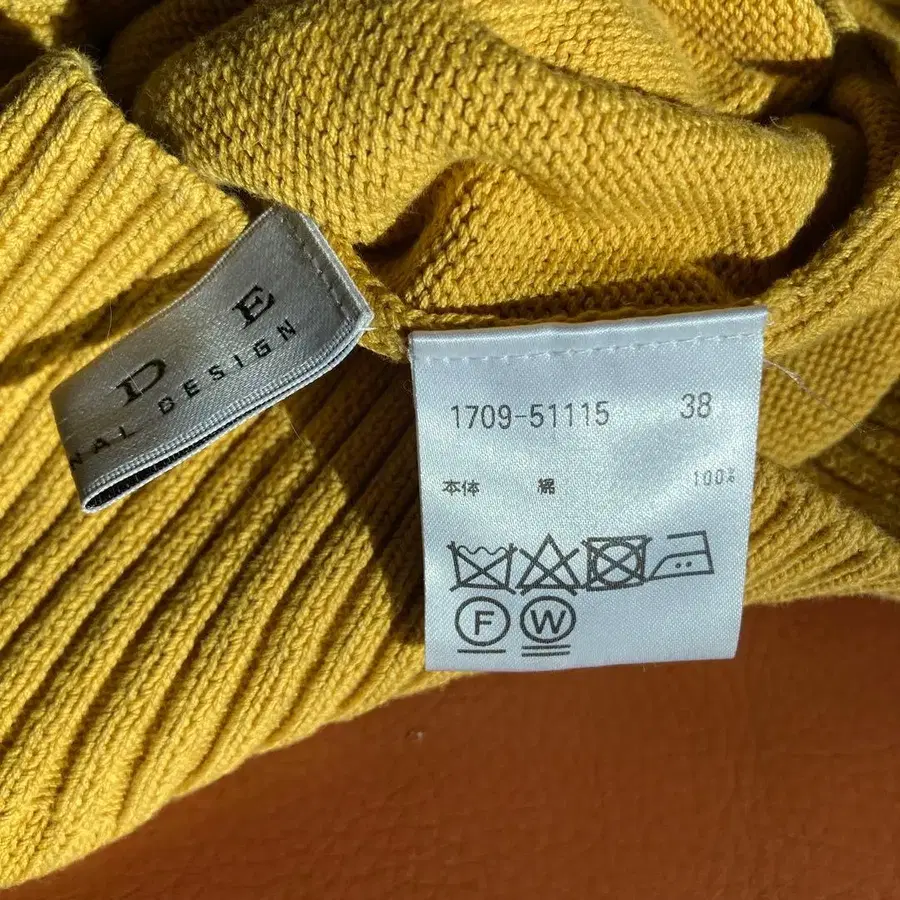 D E
NAL DESIGN
1709-51115 38
本体 綿 100%
F W